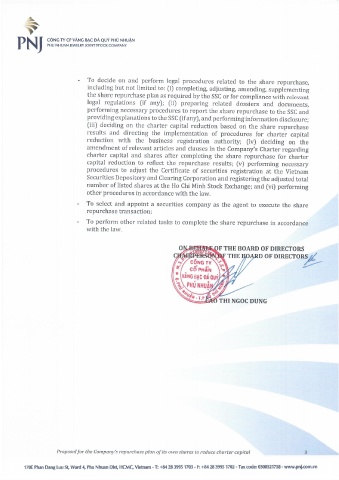 PNJ
CÔNG TY CỔ PHẦN VÀNG BẠC ĐÁ QUÝ PHÚ NHUẬN
PHU NHUAN JEWELRY JOINT STOCK COMPANY
- To decide on and perform legal procedures related to the share repurchase,
including but not limited to: (i) completing, adjusting, amending, supplementing
the share repurchase plan as required by the SSC or for compliance with relevant
legal regulations (if any); (ii) preparing related dossiers and documents,
performing necessary procedures to report the share repurchase to the SSC and
providing explanations to the SSC (if any), and performing information disclosure;
(iii) deciding on the charter capital reduction based on the share repurchase
results and directing the implementation of procedures for charter capital
reduction with the business registration authority; (iv) deciding on the
amendment of relevant articles and clauses in the Company's Charter regarding
charter capital and shares after completing the share repurchase for charter
capital reduction to reflect the repurchase results; (v) performing necessary
procedures to adjust the Certificate of securities registration at the Vietnam
Securities Depository and Clearing Corporation and registering the adjusted total
number of listed shares at the Ho Chi Minh Stock Exchange; and (vi) performing
other procedures in accordance with the law.
- To select and appoint a securities company as the agent to execute the share
repurchase transaction;
- To perform other related tasks to complete the share repurchase in accordance
with the law.
ON BEHALF OF THE BOARD OF DIRECTORS
CHAIRPERSON OF THE BOARD OF DIRECTORS
CÔNG TY
CỔ PHẦN
VÀNG BẠC ĐÁ QUÝ
PHÚ NHUẬN
CAO THI NGOC DUNG
Proposal for the Company's repurchase plan of its own shares to reduce charter capital
3
170E Phan Dang Luu St, Ward 4, Phu Nhuan Dist, HCMC, Vietnam - T: +84 28 3995 1703 - F: +84 28 3995 1702 - Tax code: 0300521758 - www.pnj.com.vn